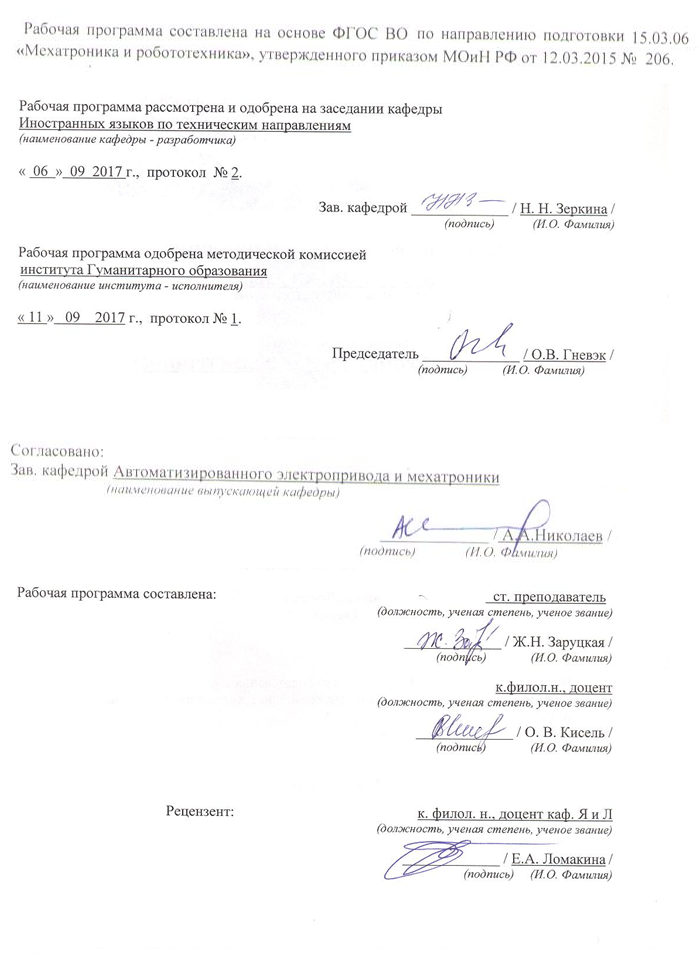 Рабочая программа составлена на основе ФГОС ВО по направлению подготовки 15.03.06
«Мехатроника и робототехника», утвержденного приказом МОиН РФ от 12.03.2015 № 206.
Рабочая программа рассмотрена и одобрена на заседании кафедры
Иностранных языков по техническим направлениям
(наименование кафедры - разработчика)
« 06 » 09 2017 г., протокол № 2.
Зав. кафедрой / Н. Н. Зеркина /
(подпись) (И.О. Фамилия)
Рабочая программа одобрена методической комиссией
института Гуманитарного образования
(наименование института - исполнителя)
« 11 » 09 2017 г., протокол № 1.
Председатель / О.В. Гневэк /
(подпись) (И.О. Фамилия)
Согласовано:
Зав. кафедрой Автоматизированного электропривода и мехатроники
(наименование выпускающей кафедры)
/ А.А.Николаев /
(подпись) (И.О. Фамилия)
Рабочая программа составлена: ст. преподаватель
(должность, ученая степень, ученое звание)
/ Ж.Н. Заруцкая /
(подпись) (И.О. Фамилия)
к.филол.н., доцент
(должность, ученая степень, ученое звание)
/ О. В. Кисель /
(подпись) (И.О. Фамилия)
Рецензент: к. филол. н., доцент каф. Я и Л
(должность, ученая степень, ученое звание)
/ Е.А. Ломакина /
(подпись) (И.О. Фамилия)